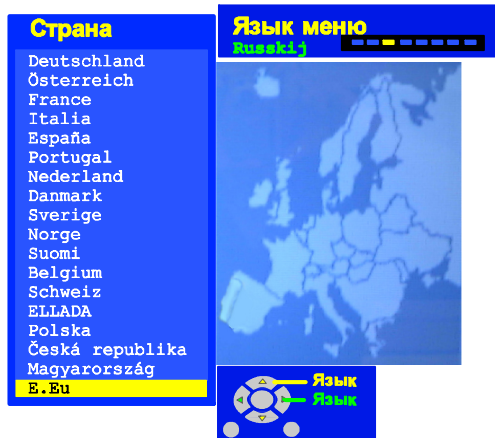 Страна
Deutschland
Österreich
France
Italia
España
Portugal
Nederland
Danmark
Sverige
Norge
Suomi
Belgium
Schweiz
ELLADA
Polska
Česká republika
Magyarország
E.Eu
Язык меню
Russkij
Язык
Язык